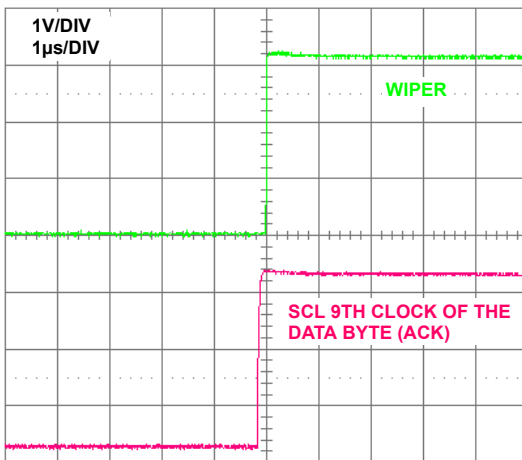 1V/DIV
1µs/DIV
WIPER
SCL 9TH CLOCK OF THE
DATA BYTE (ACK)